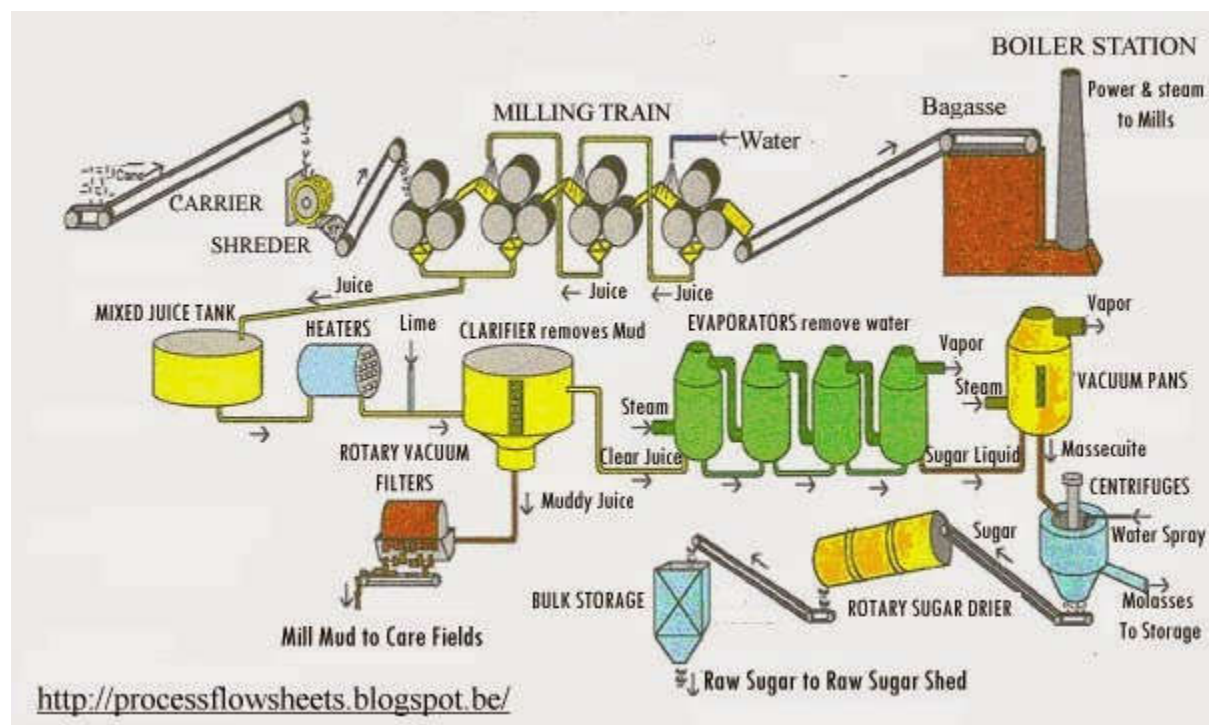 BOILER STATION
Power & steam
to Mills
Bagasse
MILLING TRAIN
Water
Cane
CARRIER
SHREDER
Juice
Juice
Juice
MIXED JUICE TANK
HEATERS
Lime
CLARIFIER removes Mud
EVAPORATORS remove water
Vapor
Vapor
Steam
VACUUM PANS
Steam
ROTARY VACUUM
FILTERS
Clear Juice
Sugar Liquid
Massecuite
Muddy Juice
CENTRIFUGES
Water Spray
Sugar
BULK STORAGE
ROTARY SUGAR DRIER
Molasses
To Storage
Mill Mud to Care Fields
Raw Sugar to Raw Sugar Shed
http://processflowsheets.blogspot.be/